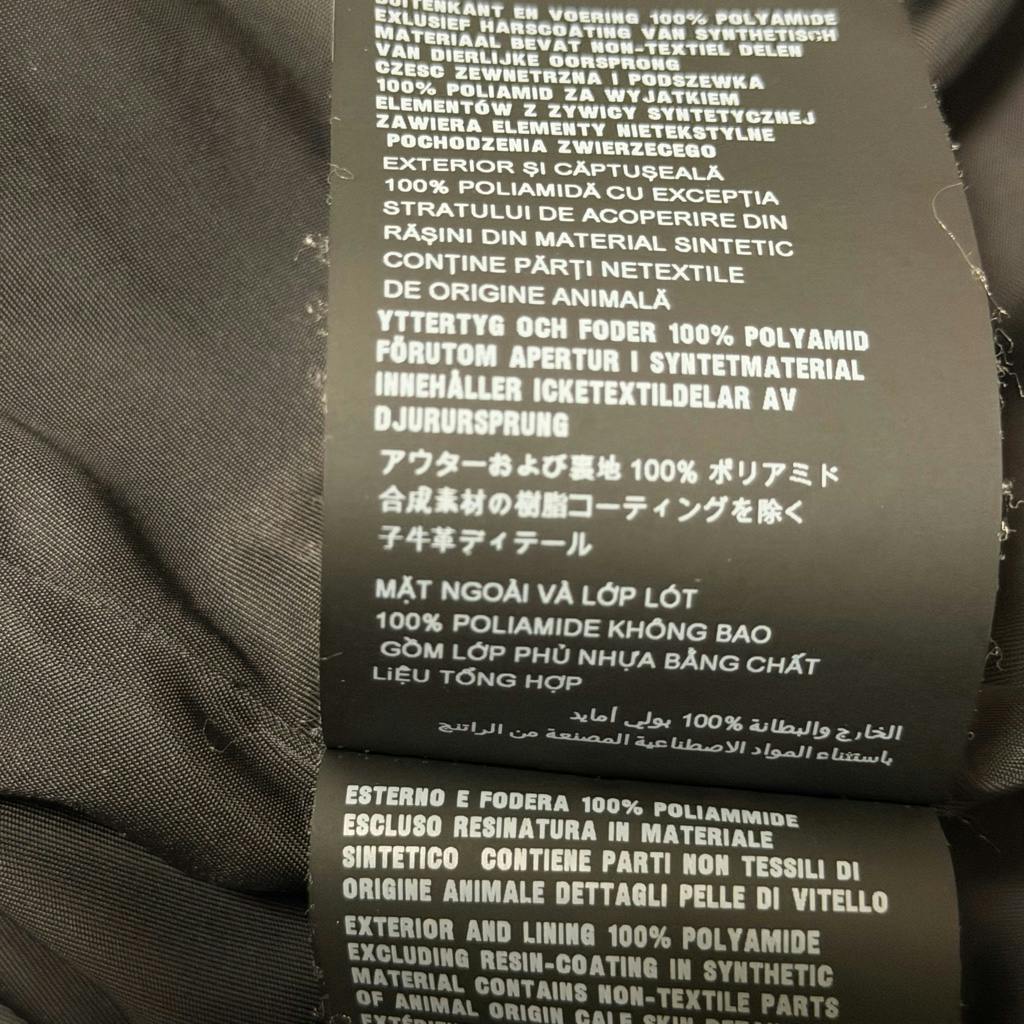 BUITENKANT EN VOERING 100% POLYAMIDE
EXLUSIEF HARSCOATING VAN SYNTHETISCH
MATERIAAL BEVAT NON-TEXTIEL DELEN
VAN DIERLIJKE OORSPRONG
CZESC ZEWNETRZNA I PODSZEWKA
100% POLIAMID ZA WYJATKIEM
ELEMENTÓW Z ZYWICY SYNTETYCZNEJ
ZAWIERA ELEMENTY NIETEKSTYLNE
POCHODZENIA ZWIERZECEGO
EXTERIOR ȘI CĂPTUȘEALĂ
100% POLIAMIDĂ CU EXCEPȚIA
STRATULUI DE ACOPERIRE DIN
RĂȘINI DIN MATERIAL SINTETIC
CONȚINE PĂRȚI NETEXTILE
DE ORIGINE ANIMALĂ
YTTERTYG OCH FODER 100% POLYAMID
FÖRUTOM APERTUR I SYNTETMATERIAL
INNEHÅLLER ICKETEXTILDELAR AV
DJURURSPRUNG
アウターおよび裏地 100% ポリアミド
合成素材の樹脂コーティングを除く
子牛革ディテール
MẶT NGOÀI VÀ LỚP LÓT
100% POLIAMIDE KHÔNG BAO
GỒM LỚP PHỦ NHỰA BẰNG CHẤT
LIỆU TỔNG HỢP
الخارج والبطانة 100% بولي أمايد
باستثناء المواد الاصطناعية المصنعة من الراتنج
ESTERNO E FODERA 100% POLIAMMIDE
ESCLUSO RESINATURA IN MATERIALE
SINTETICO CONTIENE PARTI NON TESSILI DI
ORIGINE ANIMALE DETTAGLI PELLE DI VITELLO
EXTERIOR AND LINING 100% POLYAMIDE
EXCLUDING RESIN-COATING IN SYNTHETIC
MATERIAL CONTAINS NON-TEXTILE PARTS
OF ANIMAL ORIGIN CALF SKIN